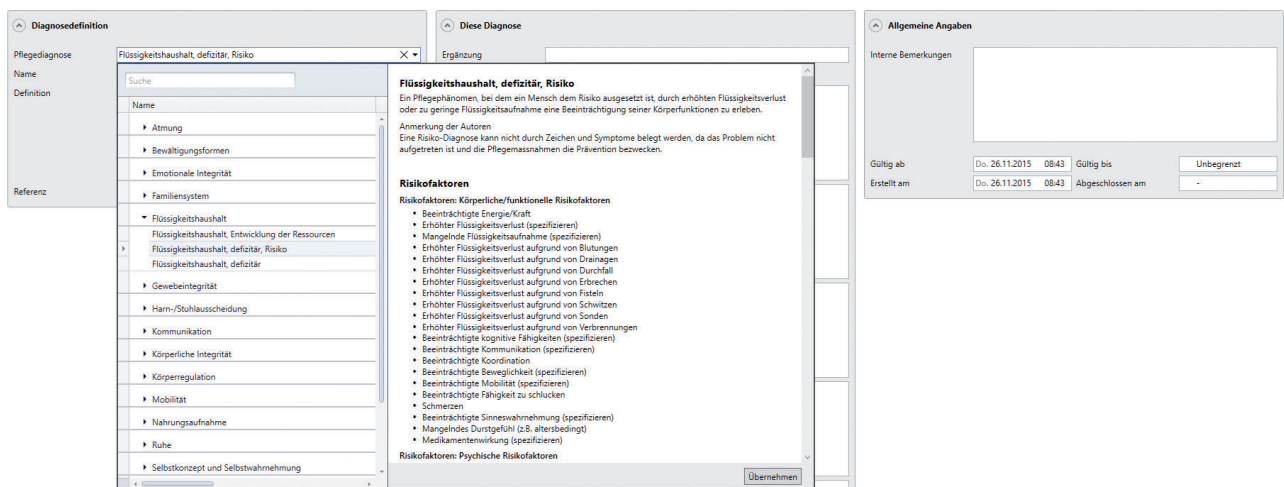 Diagnosedefinition
Pflegediagnose
Flüssigkeitshaushalt, defizitär, Risiko
Name
Definition
Referenz
Suche
Name
Atmung
Bewältigungsformen
Emotionale Integrität
Familiensystem
Flüssigkeitshaushalt
Flüssigkeitshaushalt, Entwicklung der Ressourcen
Flüssigkeitshaushalt, defizitär, Risiko
Flüssigkeitshaushalt, defizitär
Gewebeintegrität
Harn-/Stuhlausscheidung
Kommunikation
Körperliche Integrität
Körperregulation
Mobilität
Nahrungsaufnahme
Ruhe
Selbstkonzept und Selbstwahrnehmung
Diese Diagnose
Ergänzung
Flüssigkeitshaushalt, defizitär, Risiko
Ein Pflegephänomen, bei dem ein Mensch dem Risiko ausgesetzt ist, durch erhöhten Flüssigkeitsverlust
oder zu geringe Flüssigkeitsaufnahme eine Beeinträchtigung seiner Körperfunktionen zu erleben.
Anmerkung der Autoren
Eine Risiko-Diagnose kann nicht durch Zeichen und Symptome belegt werden, da das Problem nicht
aufgetreten ist und die Pflegemassnahmen die Prävention bezwecken.
Risikofaktoren
Risikofaktoren: Körperliche/funktionelle Risikofaktoren
• Beeinträchtigte Energie/Kraft
• Erhöhter Flüssigkeitsverlust (spezifizieren)
• Mangelnde Flüssigkeitsaufnahme (spezifizieren)
• Erhöhter Flüssigkeitsverlust aufgrund von Blutungen
• Erhöhter Flüssigkeitsverlust aufgrund von Drainagen
• Erhöhter Flüssigkeitsverlust aufgrund von Durchfall
• Erhöhter Flüssigkeitsverlust aufgrund von Erbrechen
• Erhöhter Flüssigkeitsverlust aufgrund von Fisteln
• Erhöhter Flüssigkeitsverlust aufgrund von Schwitzen
• Erhöhter Flüssigkeitsverlust aufgrund von Sonden
• Erhöhter Flüssigkeitsverlust aufgrund von Verbrennungen
• Beeinträchtigte kognitive Fähigkeiten (spezifizieren)
• Beeinträchtigte Kommunikation (spezifizieren)
• Beeinträchtigte Koordination
• Beeinträchtigte Beweglichkeit (spezifizieren)
• Beeinträchtigte Mobilität (spezifizieren)
• Beeinträchtigte Fähigkeit zu schlucken
• Schmerzen
• Beeinträchtigte Sinneswahrnehmung (spezifizieren)
• Mangelndes Durstgefühl (z.B. altersbedingt)
• Medikamentenwirkung (spezifizieren)
Risikofaktoren: Psychische Risikofaktoren
Übernehmen
Allgemeine Angaben
Interne Bemerkungen
Gültig ab Do. 26.11.2015 08:43 Gültig bis Unbegrenzt
Erstellt am Do. 26.11.2015 08:43 Abgeschlossen am -